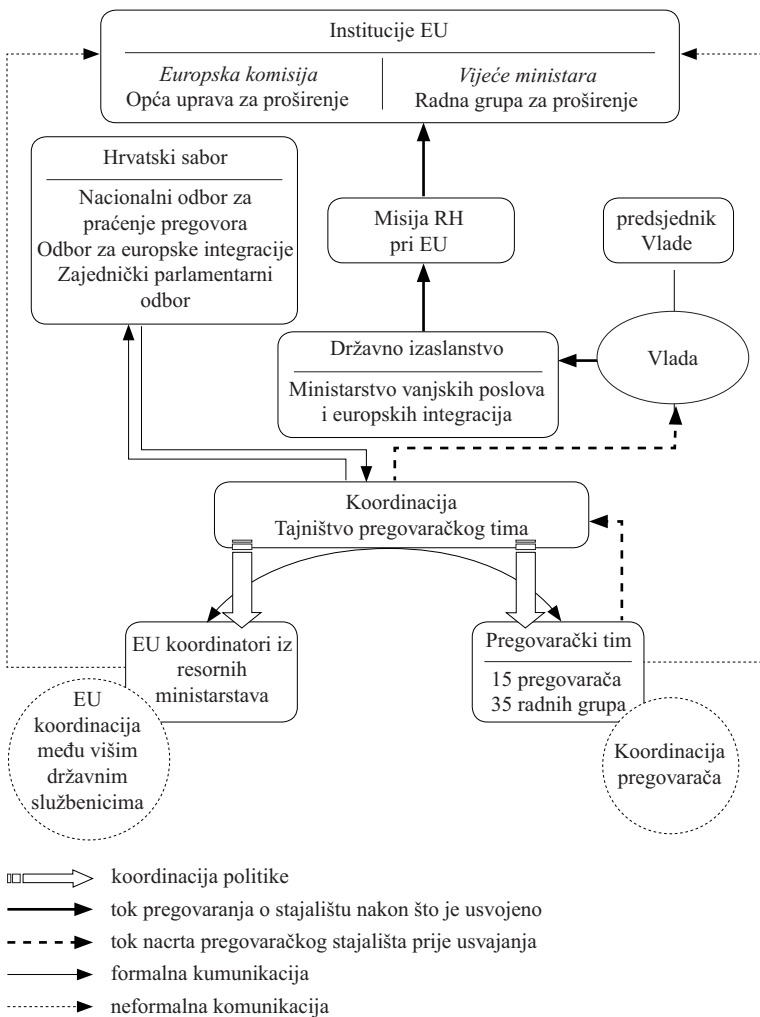 Institucije EU
Europska komisija
Opća uprava za proširenje
Vijeće ministara
Radna grupa za proširenje
Hrvatski sabor
Nacionalni odbor za
praćenje pregovora
Odbor za europske integracije
Zajednički parlamentarni
odbor
Misija RH
pri EU
predsjednik
Vlade
Državno izaslanstvo
Ministarstvo vanjskih poslova
i europskih integracija
Vlada
Koordinacija
Tajništvo pregovaračkog tima
EU koordinatori iz
resornih
ministarstava
Pregovarački tim
15 pregovarača
35 radnih grupa
EU
koordinacija
među višim
državnim
službenicima
Koordinacija
pregovarača
koordinacija politike
tok pregovaranja o stajalištu nakon što je usvojeno
tok nacrta pregovaračkog stajališta prije usvajanja
formalna kumunikacija
neformalna komunikacija